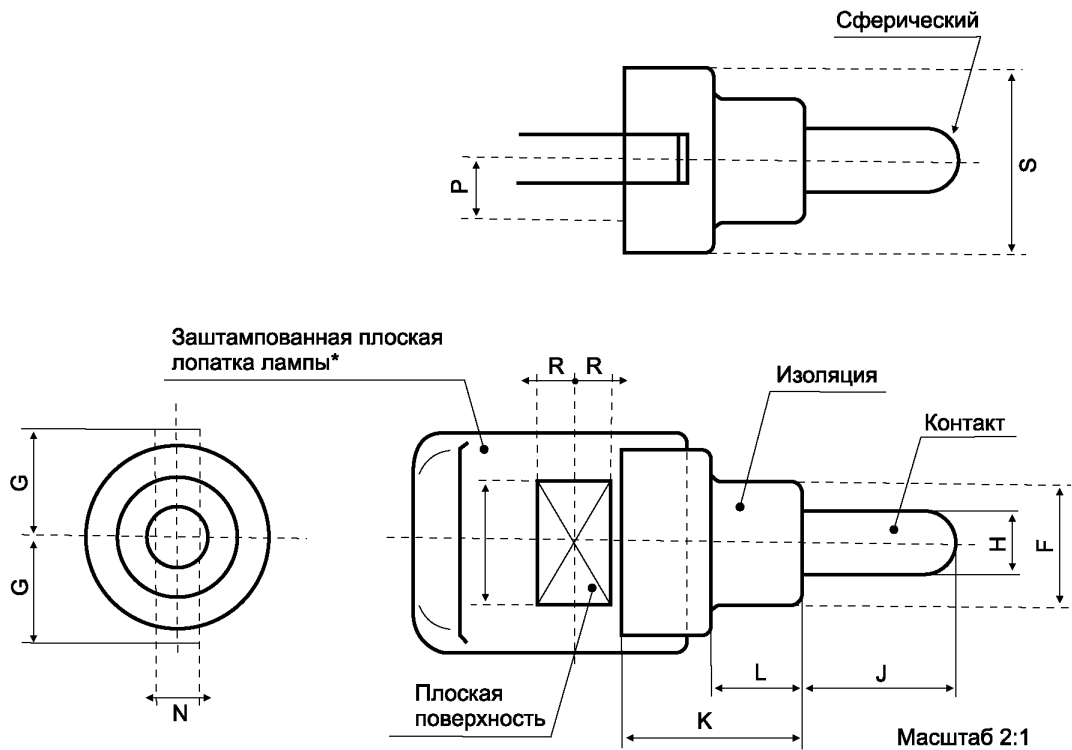 Сферический
P
S
Заштампованная плоская
лопатка лампы*
R R
Изоляция
Контакт
G
G
H
F
N
L
J
K
Плоская
поверхность
Масштаб 2:1